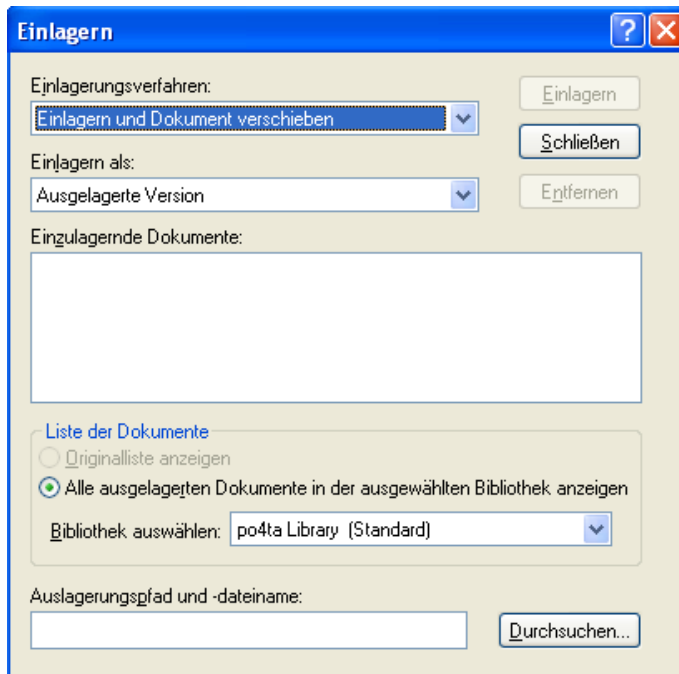 Einlagern
Einlagerungsverfahren:
Einlagern
Einlagern und Dokument verschieben
Schließen
Einlagern als:
Ausgelagerte Version
Entfernen
Einzulagernde Dokumente:
Liste der Dokumente
Originalliste anzeigen
Alle ausgelagerten Dokumente in der ausgewählten Bibliothek anzeigen
Bibliothek auswählen: po4ta Library (Standard)
Auslagerungspfad und -dateiname:
Durchsuchen...